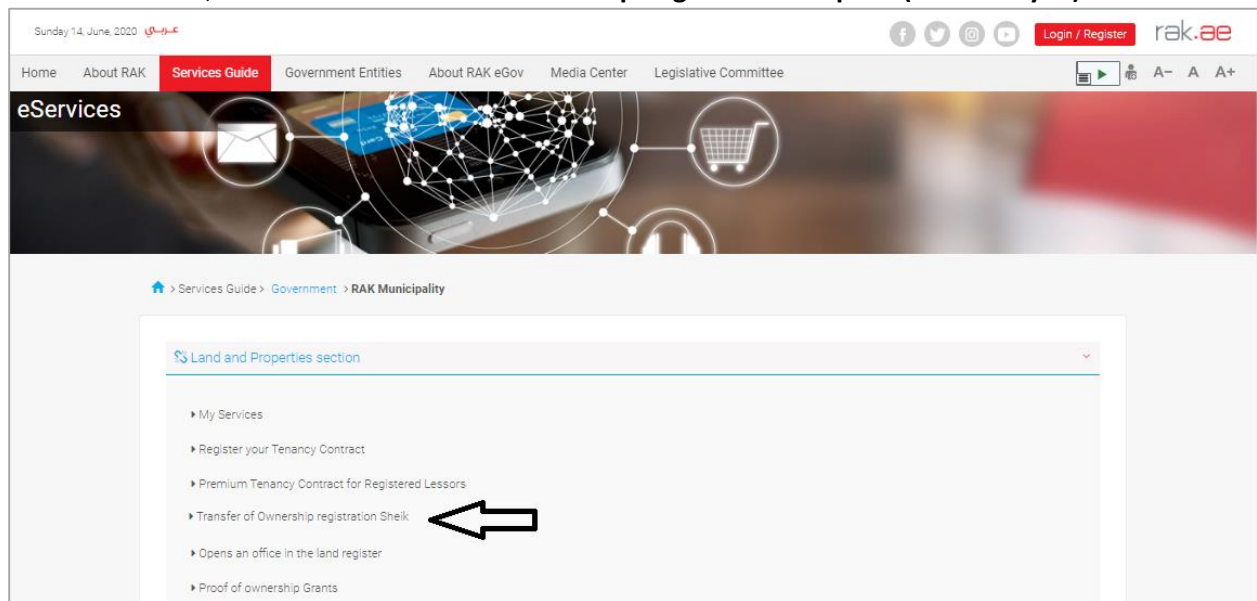 Sunday 14, June, 2020 عـربـي
Login / Register
rak.ae
Home About RAK Services Guide Government Entities About RAK eGov Media Center Legislative Committee
A- A A+
eServices
> Services Guide > Government > RAK Municipality
Land and Properties section
My Services
Register your Tenancy Contract
Premium Tenancy Contract for Registered Lessors
Transfer of Ownership registration Sheik
Opens an office in the land register
Proof of ownership Grants